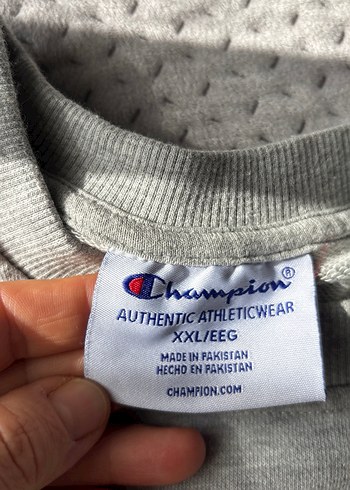 Champion®
AUTHENTIC ATHLETICWEAR
XXL/EEG
MADE IN PAKISTAN
HECHO EN PAKISTAN
CHAMPION.COM